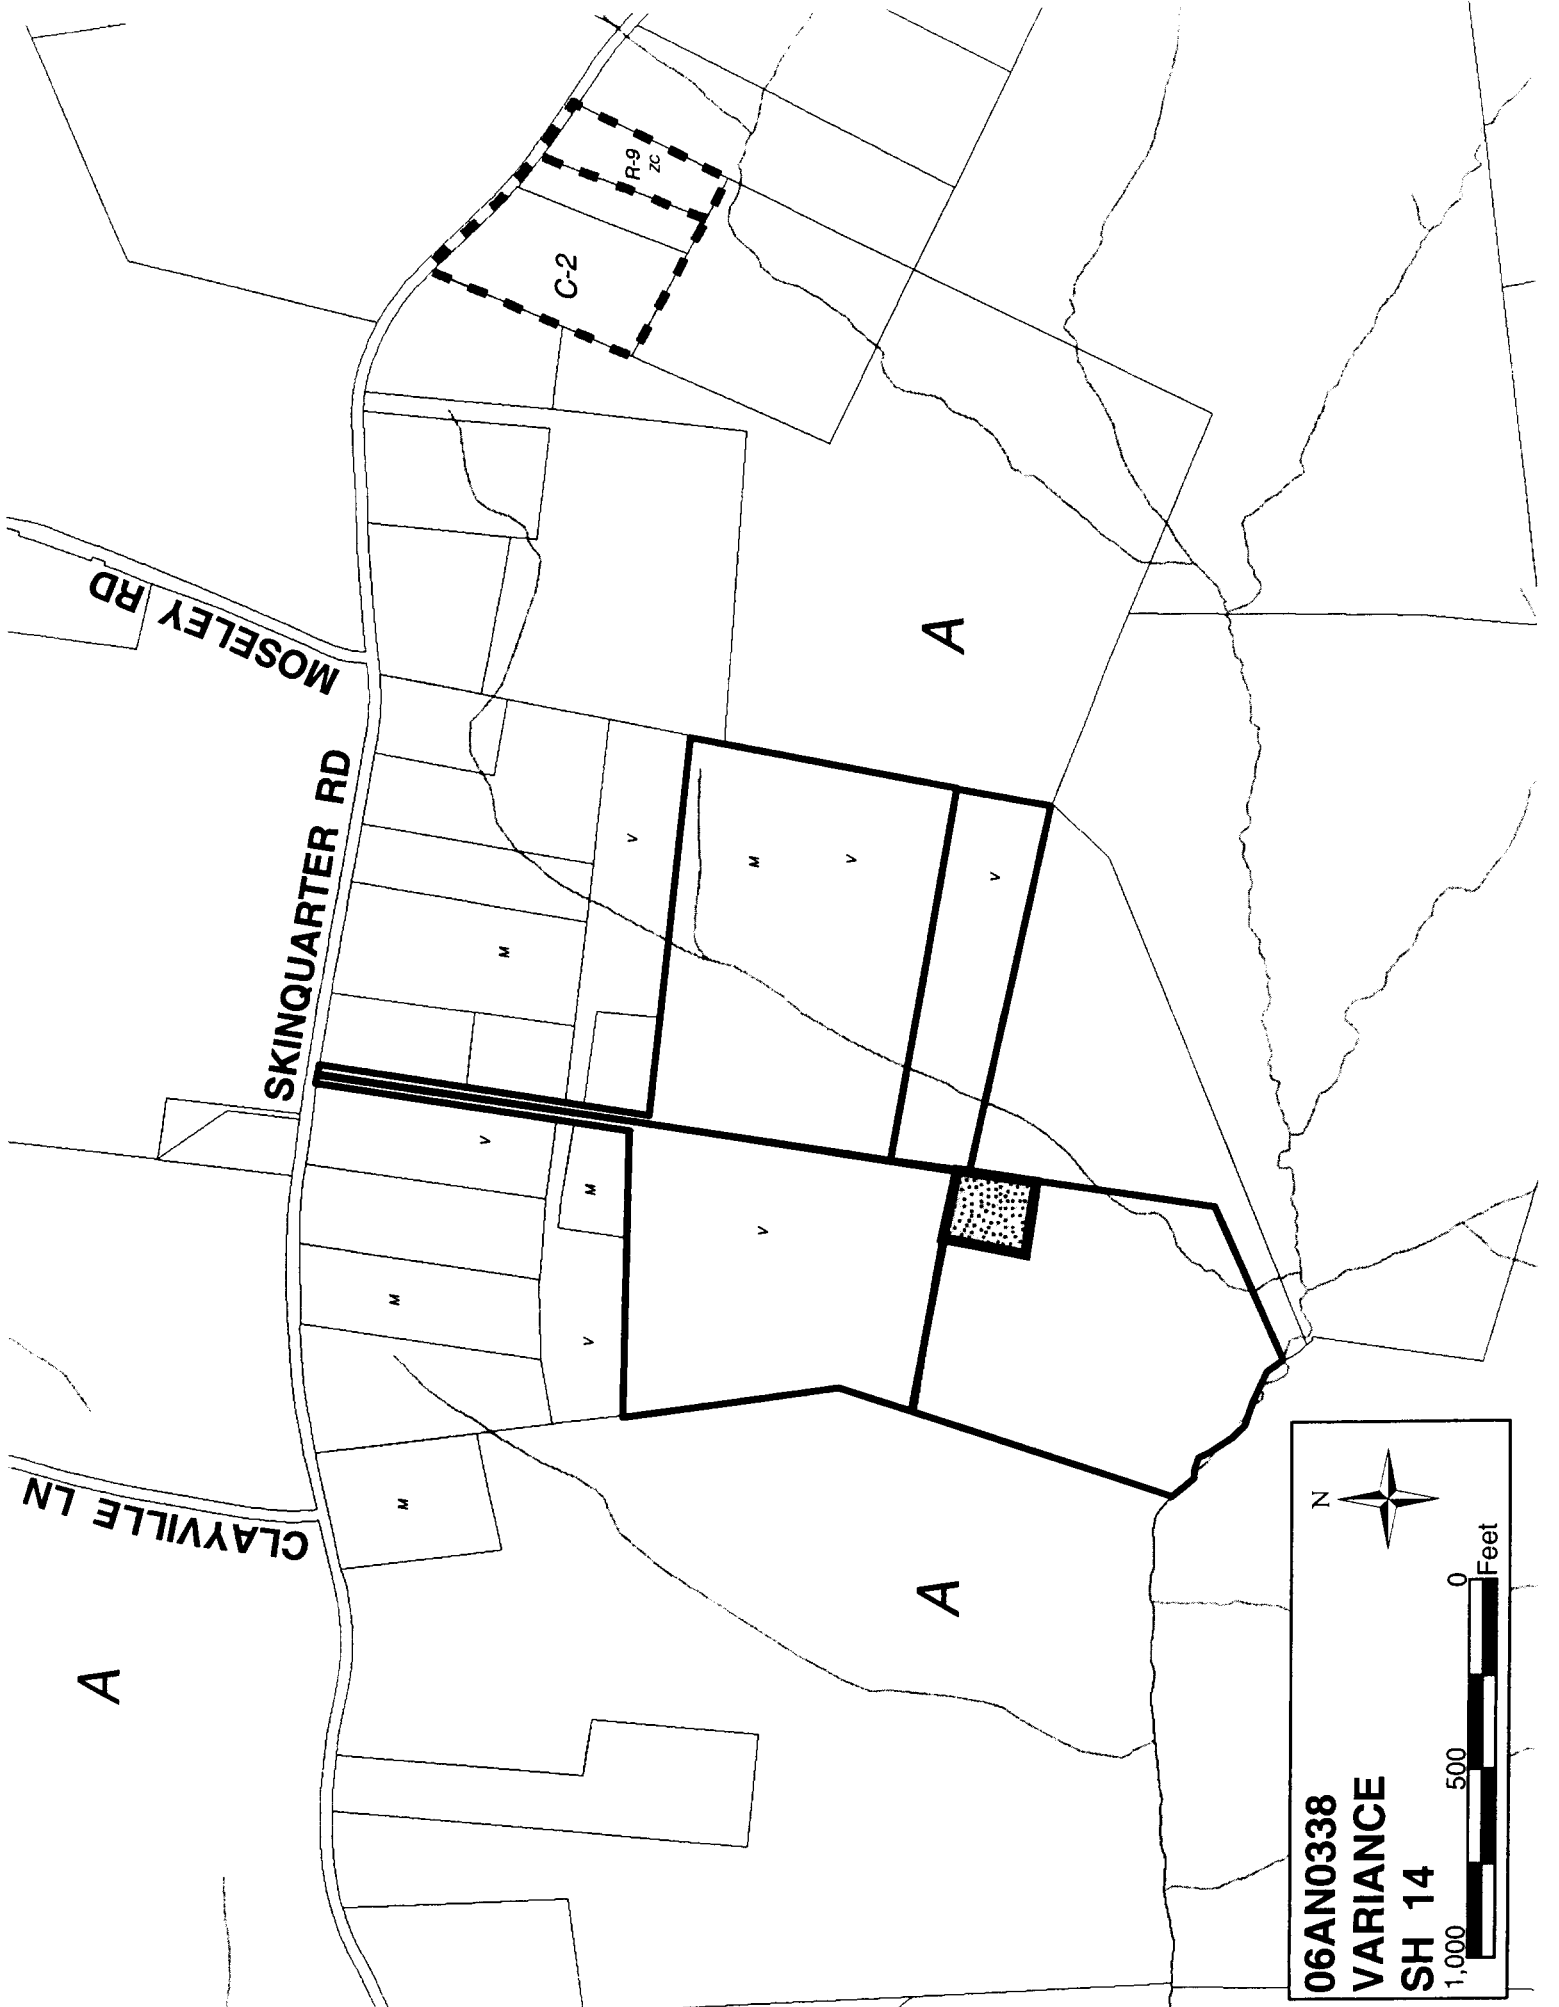 MOSELEY RD
SKINQUARTER RD
CLAYVILLE LN
R-9
ZC
C-2
A
A
A
V
M
V
V
M
V
M
V
M
V
M
06AN0338
VARIANCE
SH 14
N
1,000 500 0
Feet